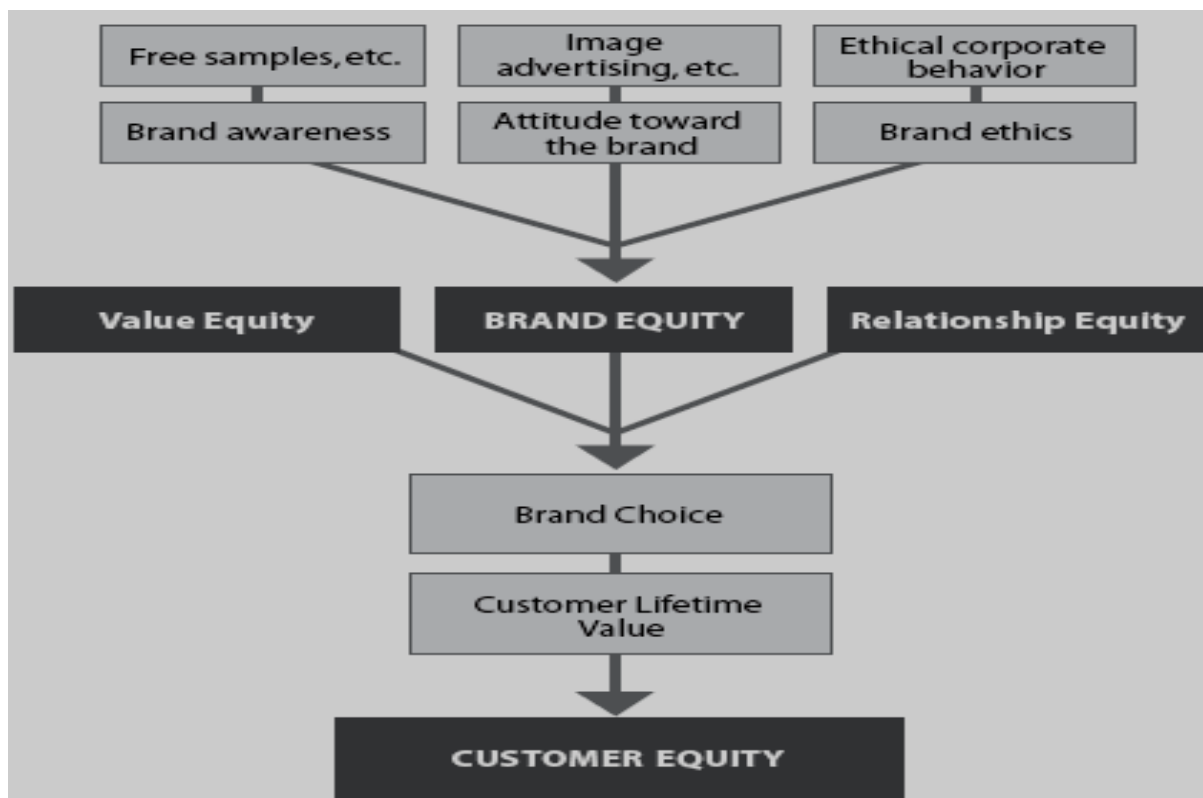 Free samples, etc.
Image
advertising, etc.
Ethical corporate
behavior
Brand awareness
Attitude toward
the brand
Brand ethics
Value Equity
BRAND EQUITY
Relationship Equity
Brand Choice
Customer Lifetime
Value
CUSTOMER EQUITY